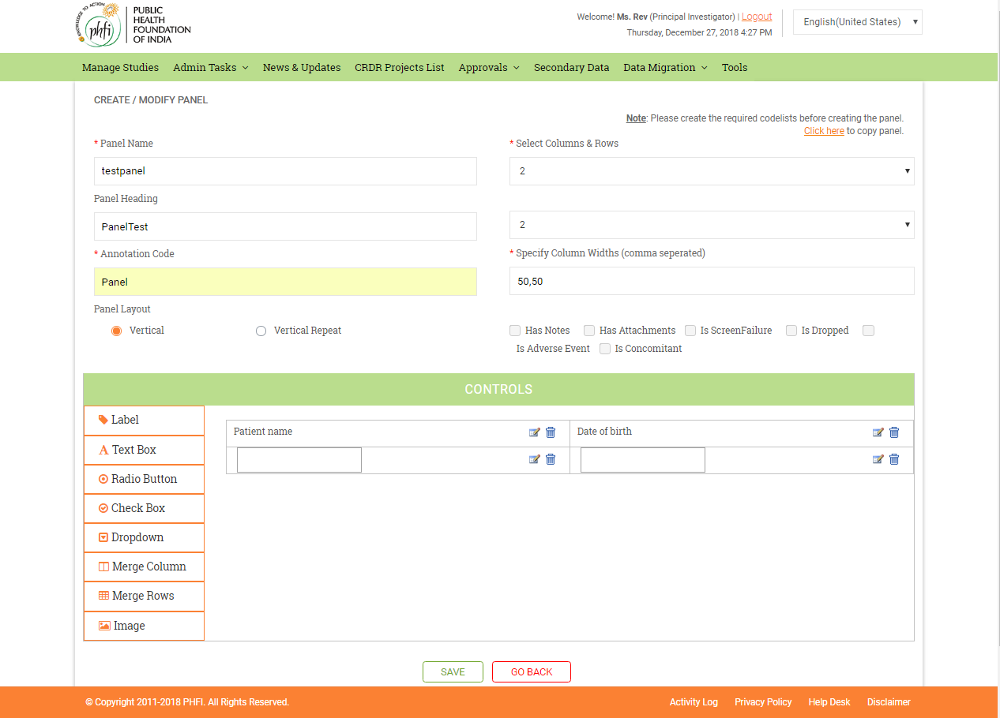 KNOWLEDGE TO ACTION
phfi
PUBLIC
HEALTH
FOUNDATION
OF INDIA
Welcome! Ms. Rev (Principal Investigator) | Logout
Thursday, December 27, 2018 4:27 PM
English(United States)
Manage Studies Admin Tasks News & Updates CRDR Projects List Approvals Secondary Data Data Migration Tools
CREATE / MODIFY PANEL
Note: Please create the required codelists before creating the panel.
Click here to copy panel.
* Panel Name
* Select Columns & Rows
testpanel
2
Panel Heading
PanelTest
2
* Annotation Code
* Specify Column Widths (comma seperated)
Panel
50,50
Panel Layout
Vertical Vertical Repeat
Has Notes Has Attachments Is ScreenFailure Is Dropped
Is Adverse Event Is Concomitant
CONTROLS
Label
Text Box
Radio Button
Check Box
Dropdown
Merge Column
Merge Rows
Image
Patient name
Date of birth
SAVE GO BACK
© Copyright 2011-2018 PHFI. All Rights Reserved.
Activity Log Privacy Policy Help Desk Disclaimer